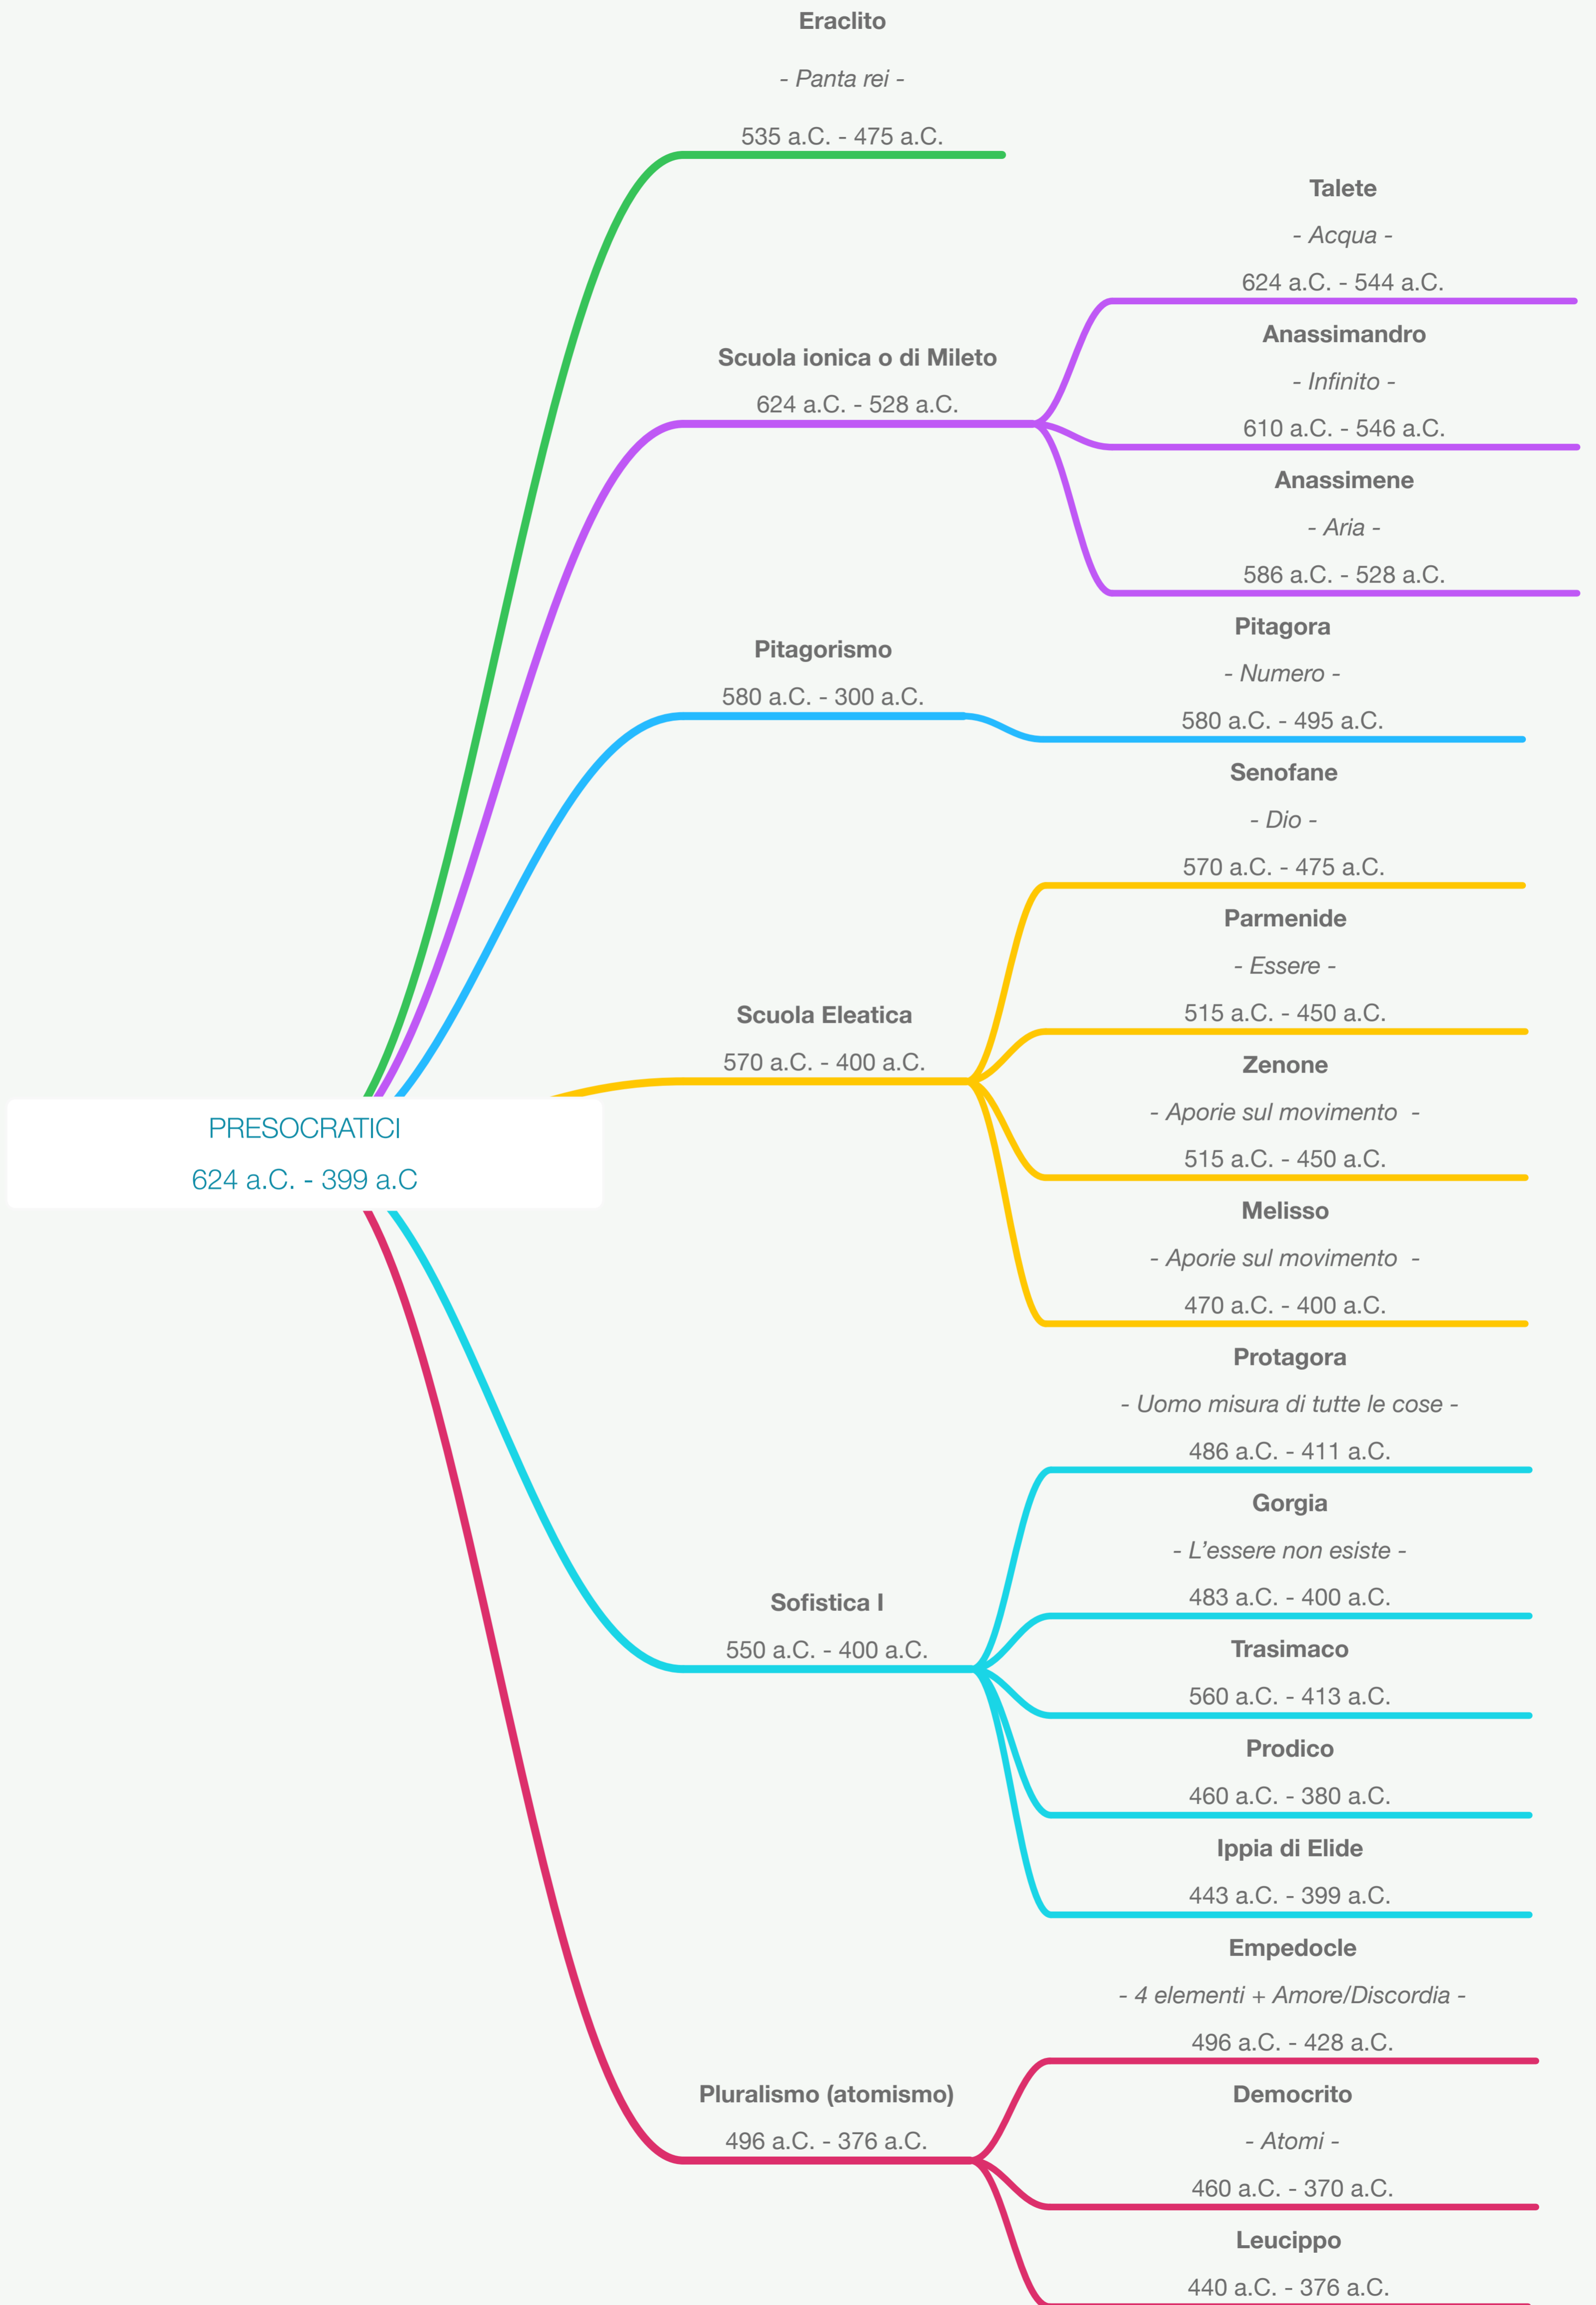 Eraclito
- Panta rei -
535 a.C. - 475 a.C.
Talete
- Acqua -
624 a.C. - 544 a.C.
Anassimandro
- Infinito -
610 a.C. - 546 a.C.
Anassimene
- Aria -
586 a.C. - 528 a.C.
Scuola ionica o di Mileto
624 a.C. - 528 a.C.
Pitagora
- Numero -
580 a.C. - 495 a.C.
Pitagorismo
580 a.C. - 300 a.C.
Senofane
- Dio -
570 a.C. - 475 a.C.
Parmenide
- Essere -
515 a.C. - 450 a.C.
Zenone
- Aporie sul movimento -
515 a.C. - 450 a.C.
Melisso
- Aporie sul movimento -
470 a.C. - 400 a.C.
Scuola Eleatica
570 a.C. - 400 a.C.
PRESOCRATICI
624 a.C. - 399 a.C
Protagora
- Uomo misura di tutte le cose -
486 a.C. - 411 a.C.
Gorgia
- L’essere non esiste -
483 a.C. - 400 a.C.
Trasimaco
560 a.C. - 413 a.C.
Prodico
460 a.C. - 380 a.C.
Ippia di Elide
443 a.C. - 399 a.C.
Sofistica I
550 a.C. - 400 a.C.
Empedocle
- 4 elementi + Amore/Discordia -
496 a.C. - 428 a.C.
Democrito
- Atomi -
460 a.C. - 370 a.C.
Leucippo
440 a.C. - 376 a.C.
Pluralismo (atomismo)
496 a.C. - 376 a.C.